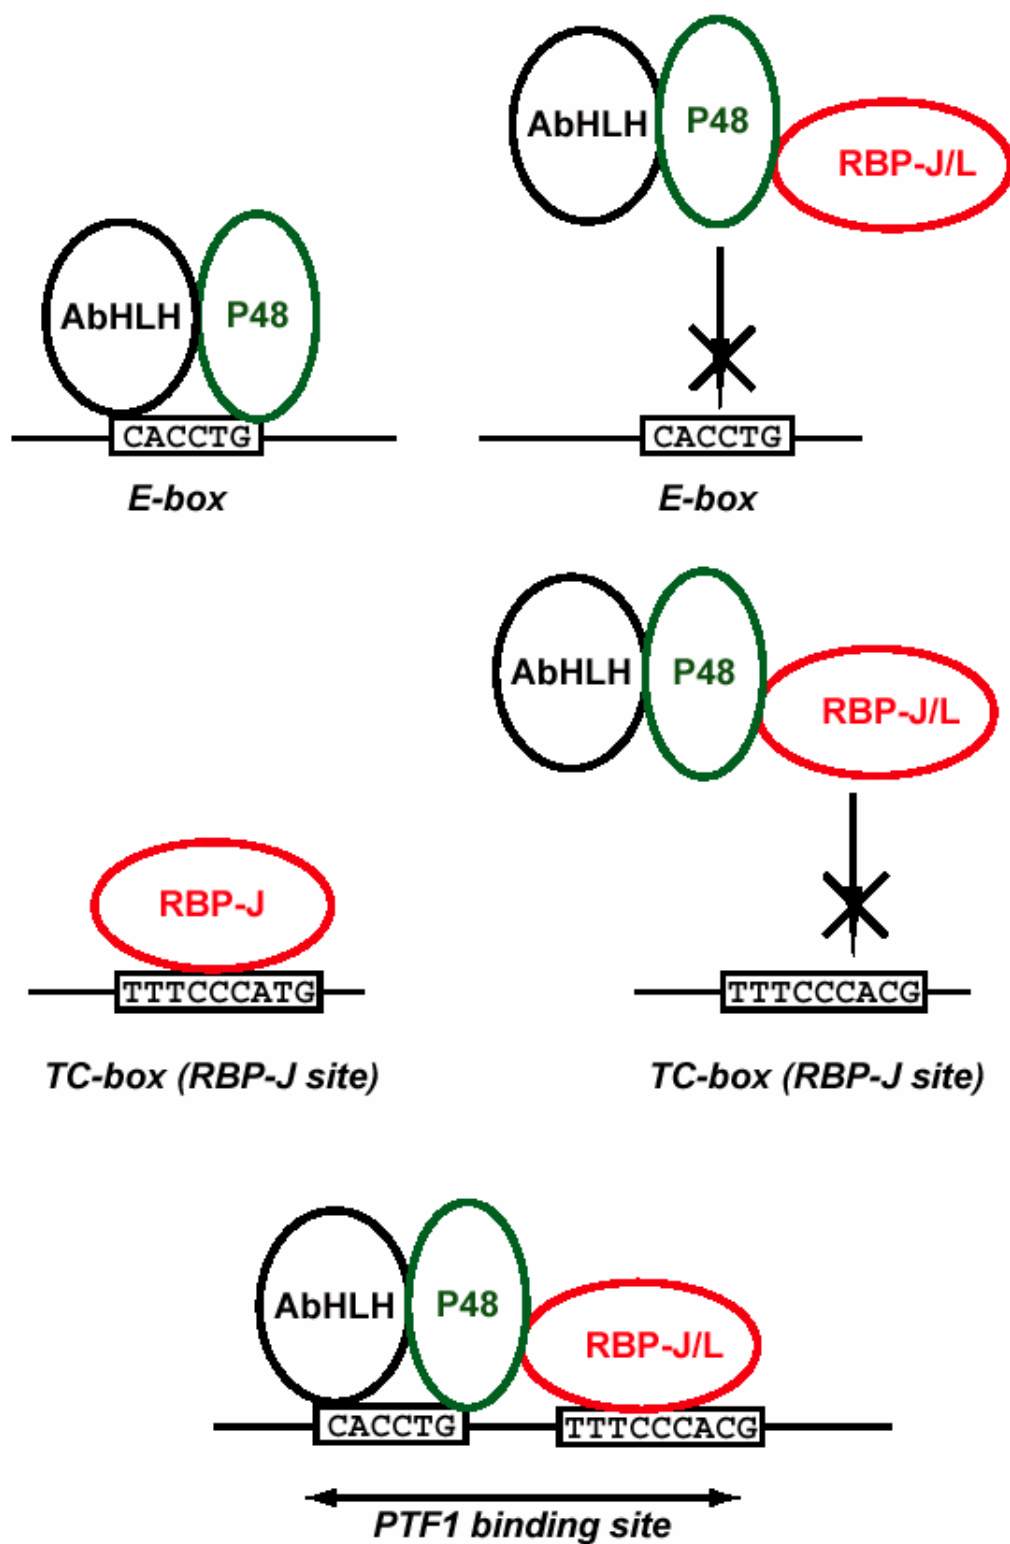 AbHLH P48 RBP-J/L
AbHLH P48
CACCTG CACCTG
E-box E-box
AbHLH P48 RBP-J/L
RBP-J
TTTCCCATG TTTCCCACG
TC-box (RBP-J site) TC-box (RBP-J site)
AbHLH P48 RBP-J/L
CACCTG TTTCCCACG
PTF1 binding site